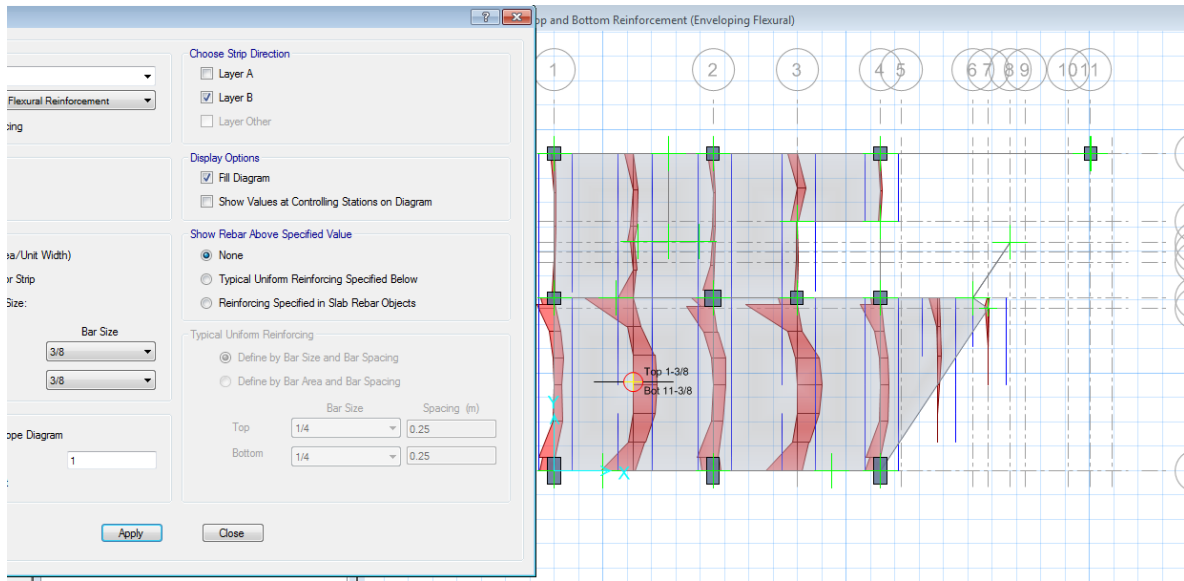 op and Bottom Reinforcement (Enveloping Flexural)
Choose Strip Direction
Layer A
Flexural Reinforcement
Layer B
cing
Layer Other
Display Options
Fill Diagram
Show Values at Controlling Stations on Diagram
Show Rebar Above Specified Value
ea/Unit Width)
None
or Strip
Typical Uniform Reinforcing Specified Below
Size:
Reinforcing Specified in Slab Rebar Objects
Bar Size
3/8
3/8
Typical Uniform Reinforcing
Define by Bar Size and Bar Spacing
Define by Bar Area and Bar Spacing
Bar Size Spacing (m)
Top 1/4 0.25
Bottom 1/4 0.25
ope Diagram
1
Apply
Close
1 2 3 4 5 6 7 8 9 10 11
Top 1-3/8
Bot 11-3/8
Y
X